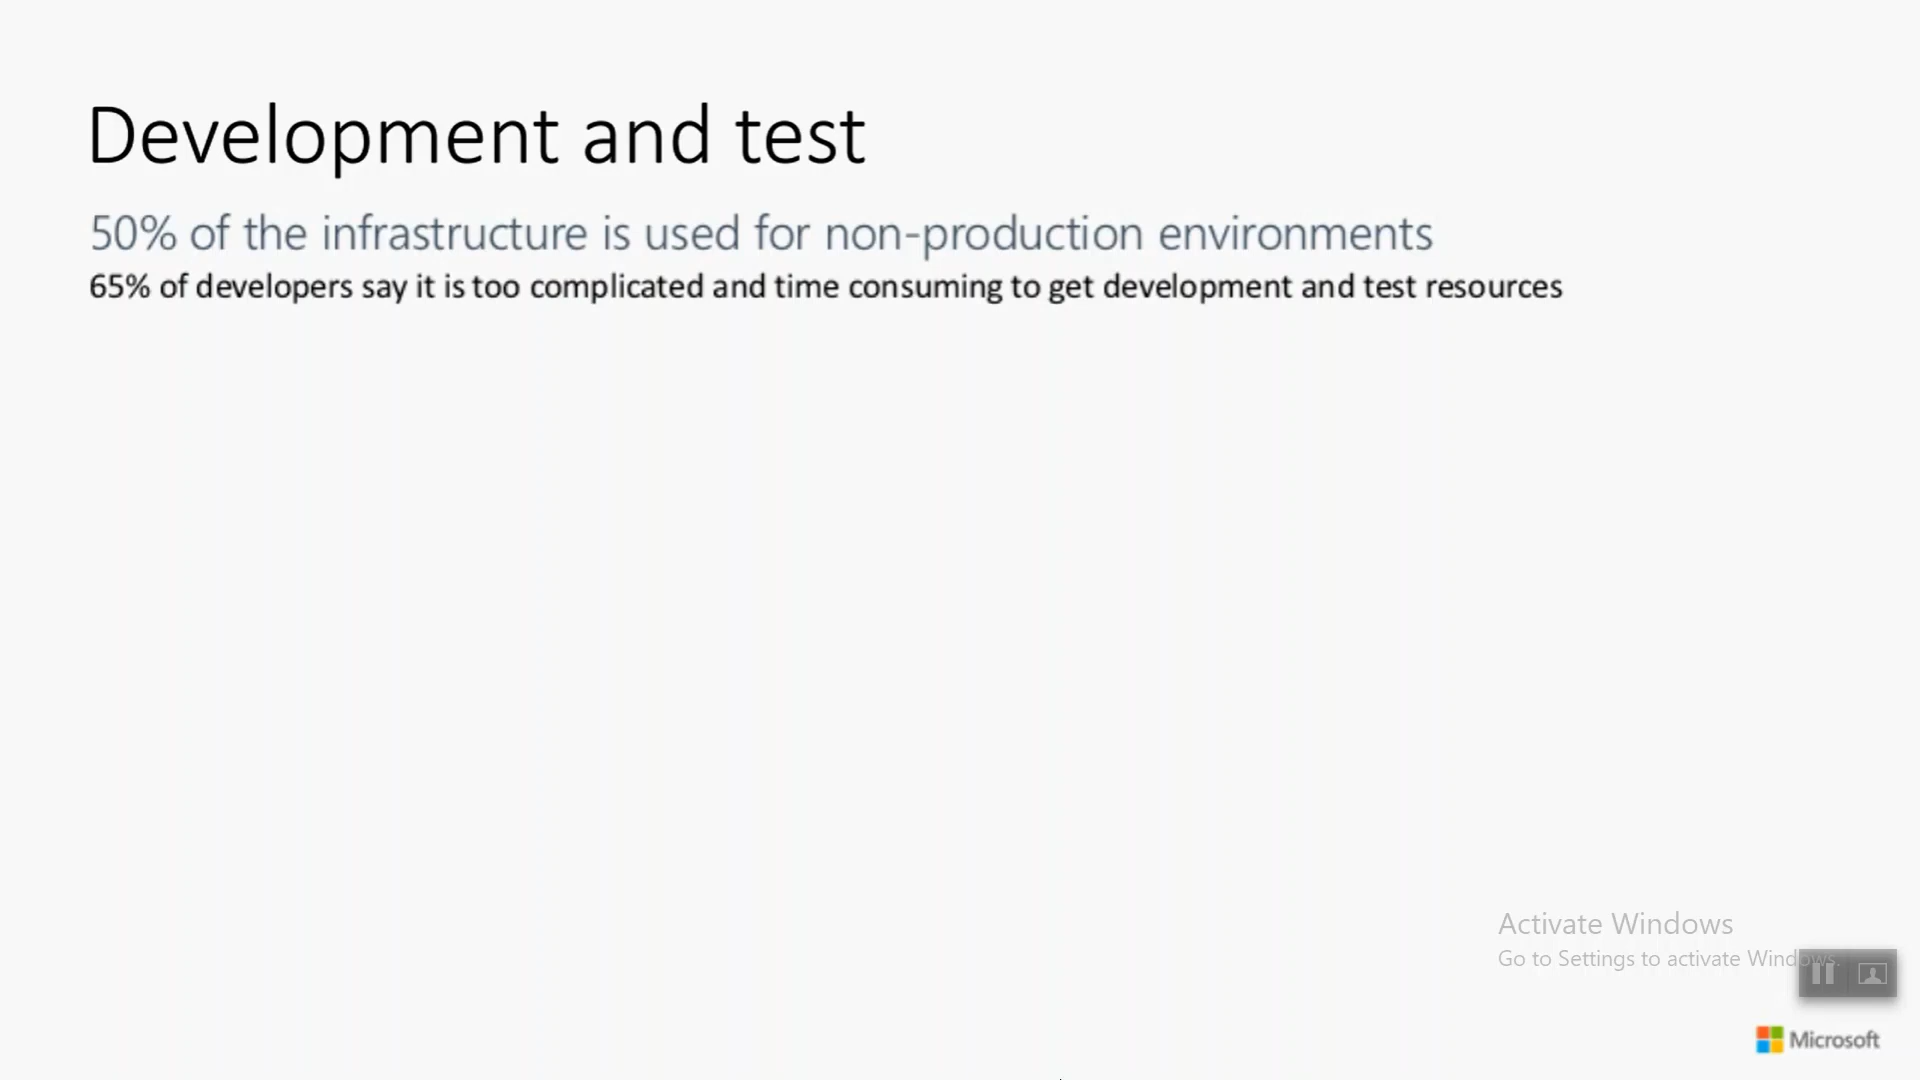 Development and test
50% of the infrastructure is used for non-production environments
65% of developers say it is too complicated and time consuming to get development and test resources
Activate Windows
Go to Settings to activate Windows.
Microsoft